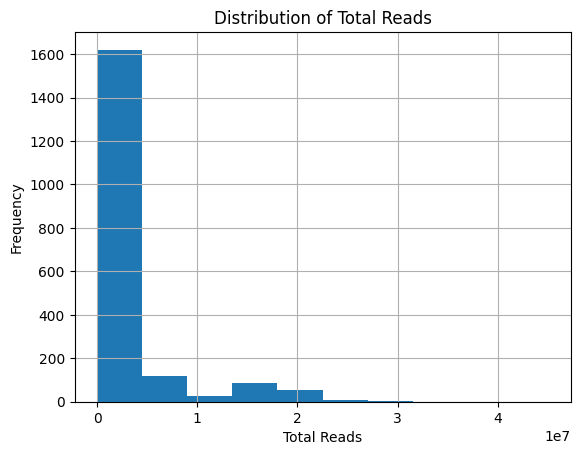 Distribution of Total Reads
1600
1400
1200
1000
800
600
400
200
0
Frequency
0 1 2 3 4
1e7
Total Reads